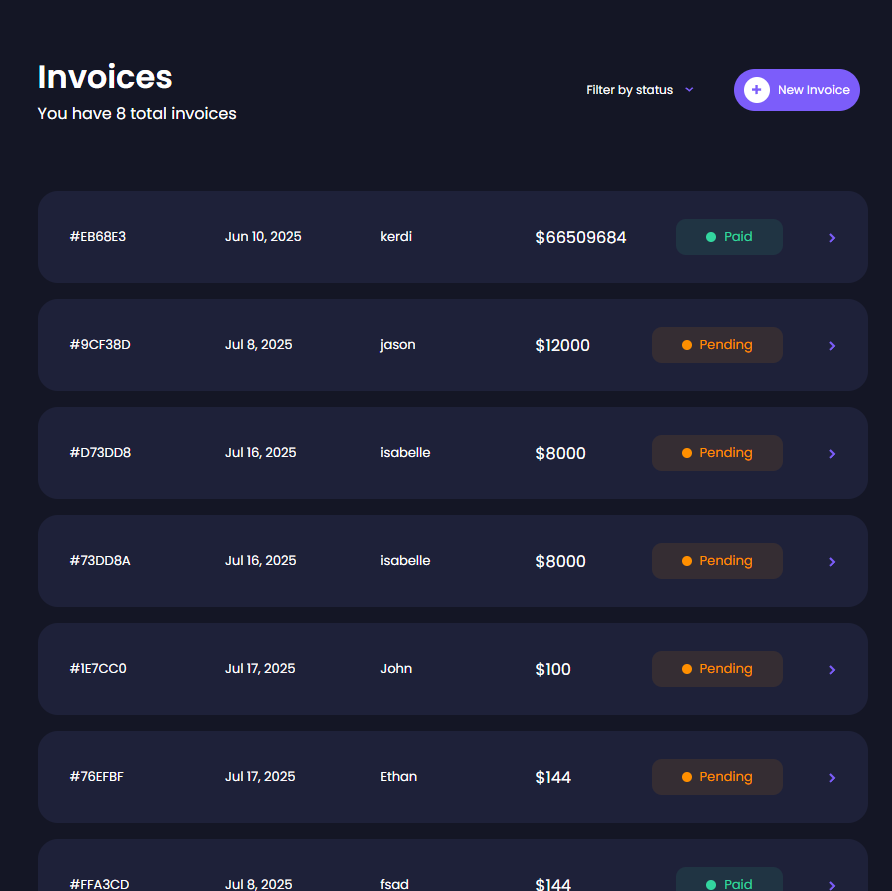 Invoices
You have 8 total invoices
Filter by status
New Invoice
#EB68E3 Jun 10, 2025 kerdi $66509684 Paid
#9CF38D Jul 8, 2025 jason $12000 Pending
#D73DD8 Jul 16, 2025 isabelle $8000 Pending
#73DD8A Jul 16, 2025 isabelle $8000 Pending
#1E7CC0 Jul 17, 2025 John $100 Pending
#76EFBF Jul 17, 2025 Ethan $144 Pending
#FFA3CD Jul 8, 2025 fsad $144 Paid